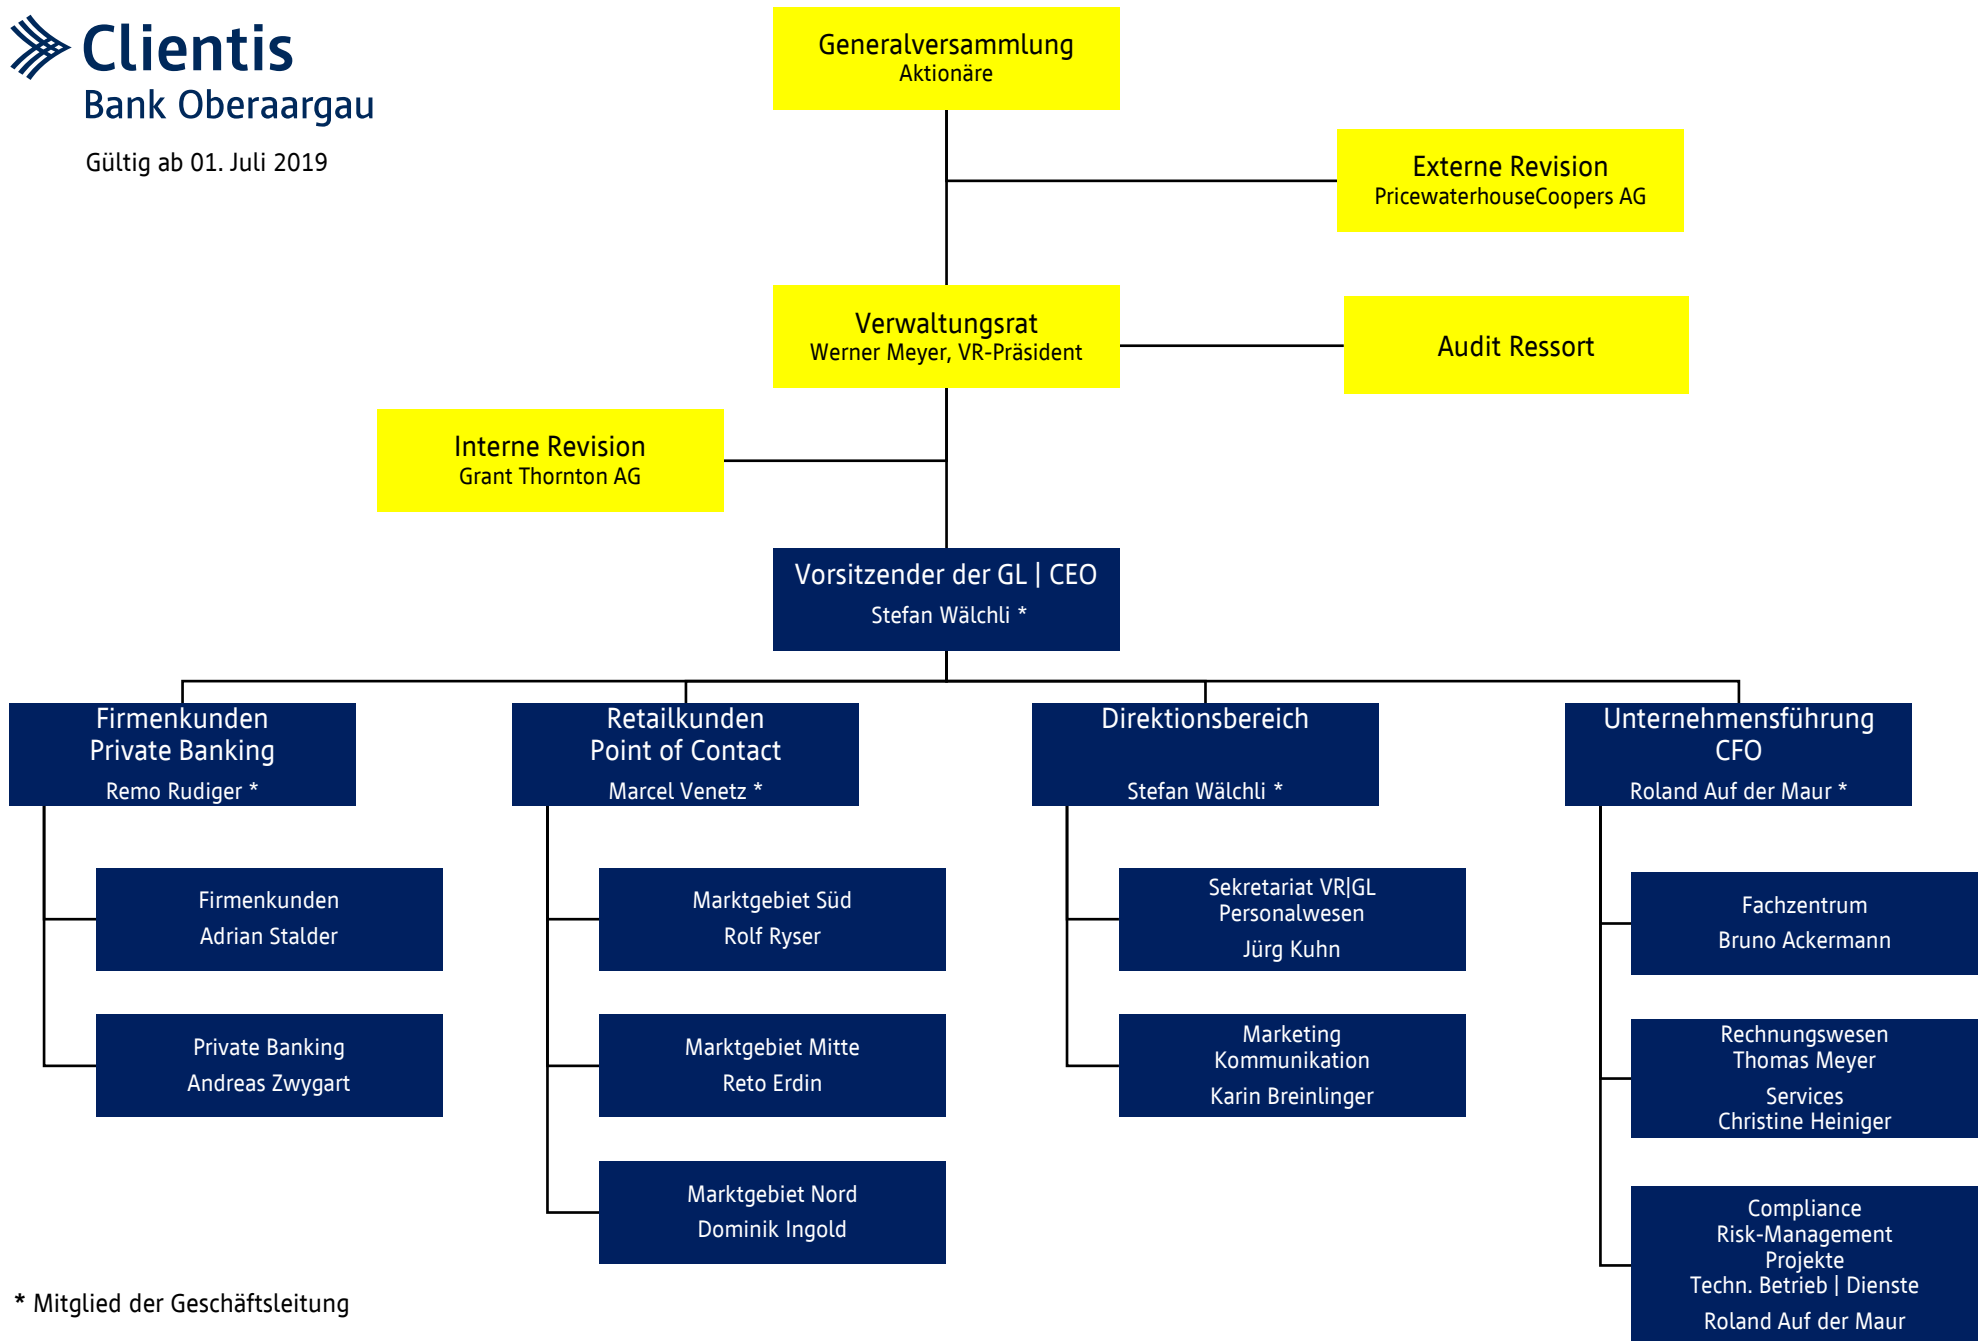 Clientis
Bank Oberaargau
Gültig ab 01. Juli 2019
Generalversammlung
Aktionäre
Externe Revision
PricewaterhouseCoopers AG
Verwaltungsrat
Werner Meyer, VR-Präsident
Audit Ressort
Interne Revision
Grant Thornton AG
Vorsitzender der GL | CEO
Stefan Wälchli *
Firmenkunden
Private Banking
Remo Rudiger *
Retailkunden
Point of Contact
Marcel Venetz *
Direktionsbereich
Stefan Wälchli *
Unternehmensführung
CFO
Roland Auf der Maur *
Firmenkunden
Adrian Stalder
Private Banking
Andreas Zwygart
Marktgebiet Süd
Rolf Ryser
Marktgebiet Mitte
Reto Erdin
Marktgebiet Nord
Dominik Ingold
Sekretariat VR|GL
Personalwesen
Jürg Kuhn
Marketing
Kommunikation
Karin Breinlinger
Fachzentrum
Bruno Ackermann
Rechnungswesen
Thomas Meyer
Services
Christine Heiniger
Compliance
Risk-Management
Projekte
Techn. Betrieb | Dienste
Roland Auf der Maur
* Mitglied der Geschäftsleitung